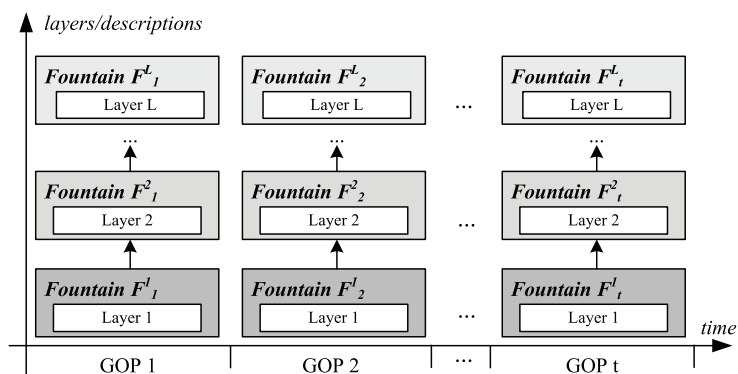 layers/descriptions
Fountain F^L_1 Fountain F^L_2 Fountain F^L_t
Layer L Layer L ... Layer L
... ... ...
Fountain F^2_1 Fountain F^2_2 Fountain F^2_t
Layer 2 Layer 2 ... Layer 2
Fountain F^1_1 Fountain F^1_2 Fountain F^1_t
Layer 1 Layer 1 ... Layer 1
time
GOP 1 GOP 2 ... GOP t